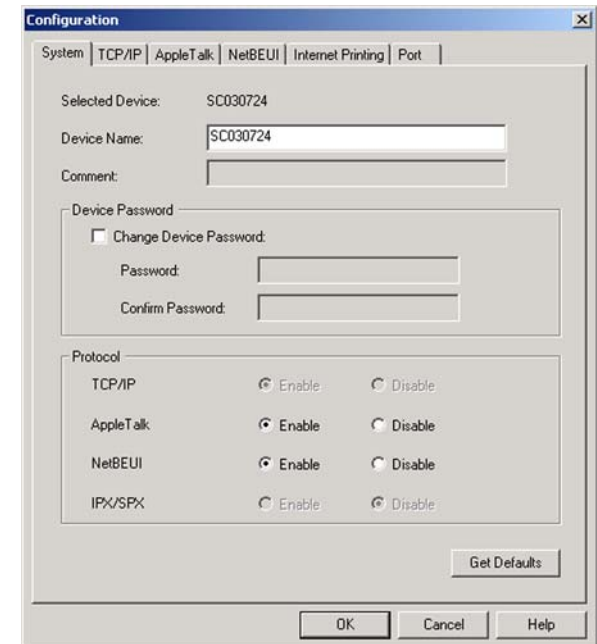 Configuration
System TCP/IP AppleTalk NetBEUI Internet Printing Port
Selected Device: SC030724
Device Name: SC030724
Comment:
Device Password
Change Device Password:
Password:
Confirm Password:
Protocol
TCP/IP Enable Disable
AppleTalk Enable Disable
NetBEUI Enable Disable
IPX/SPX Enable Disable
Get Defaults
OK Cancel Help